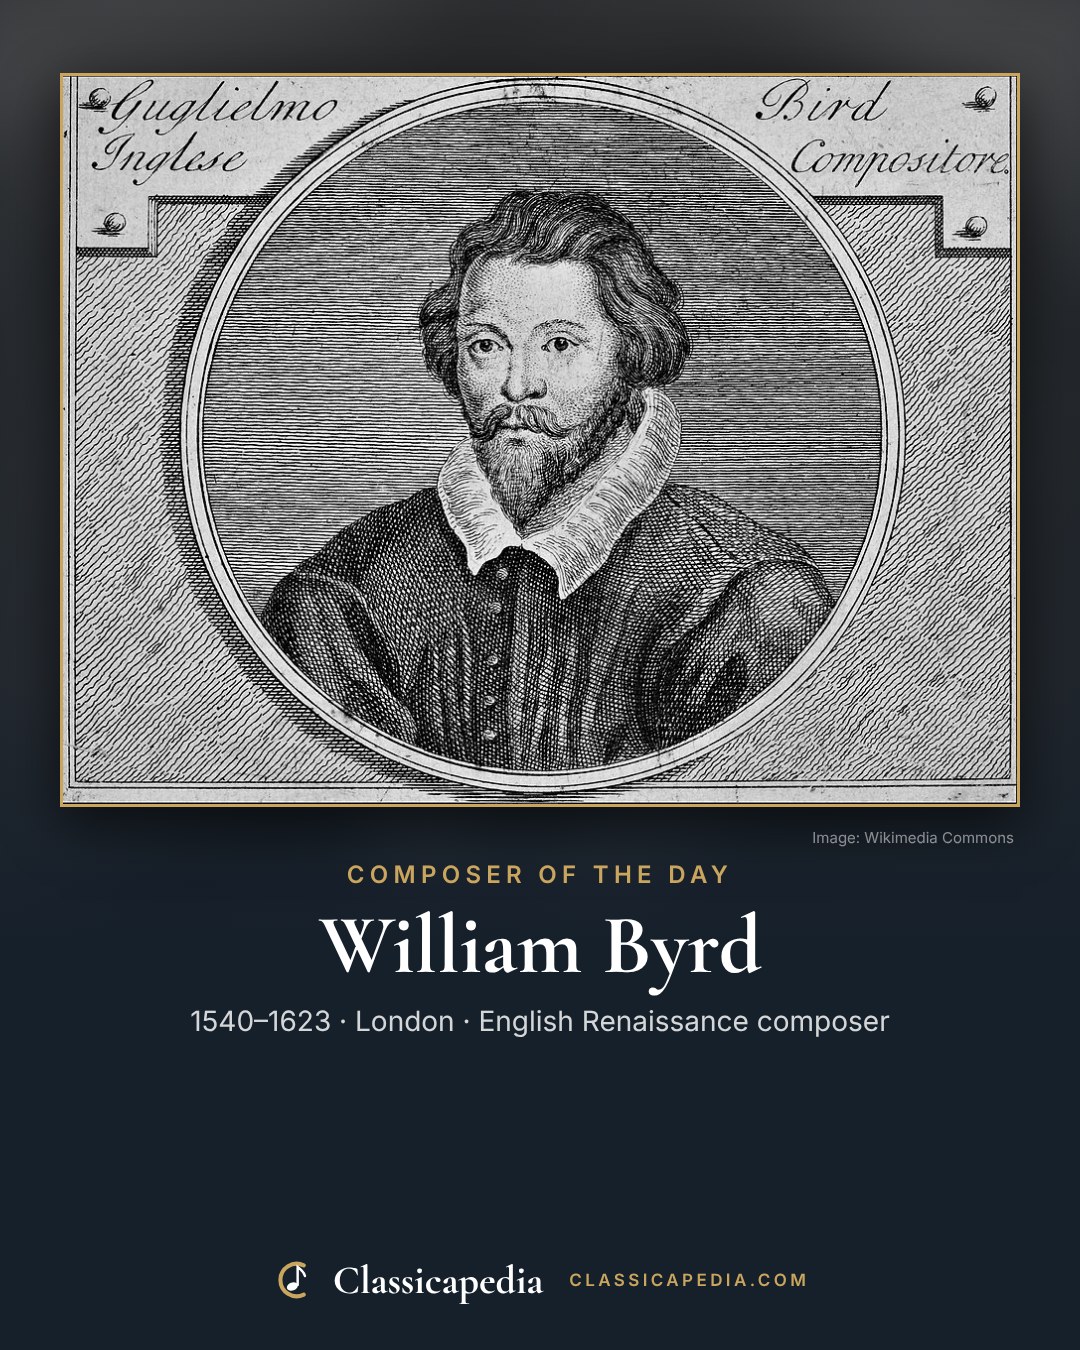 Guglielmo Bird
Inglese Compositore.
Image: Wikimedia Commons
COMPOSER OF THE DAY
William Byrd
1540–1623 · London · English Renaissance composer
Classicapedia CLASSICAPEDIA.COM